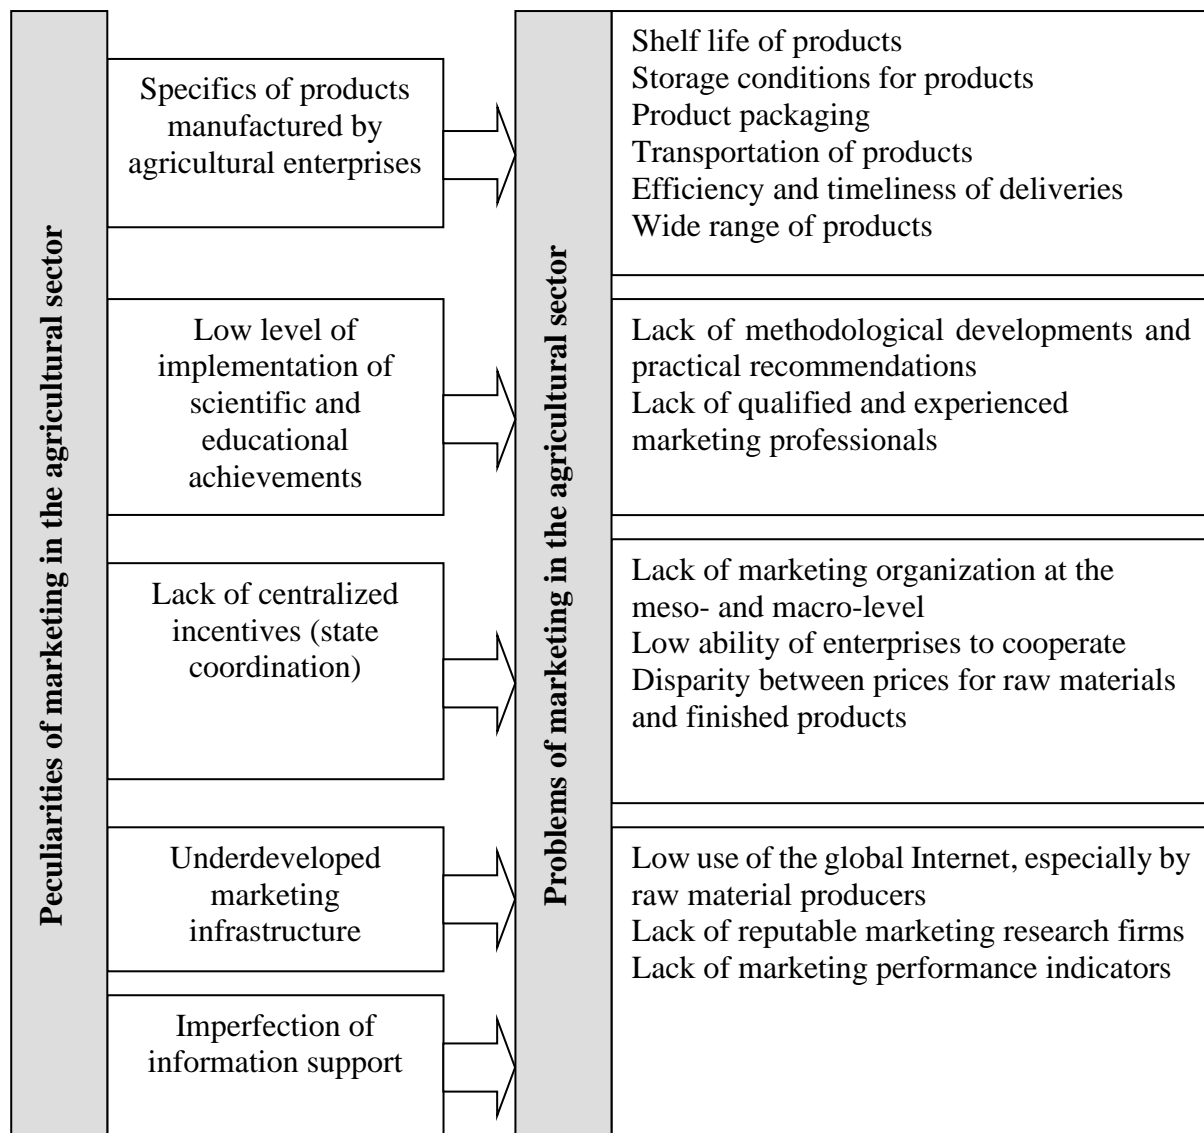 Peculiarities of marketing in the agricultural sector
Specifics of products
manufactured by
agricultural enterprises
Low level of
implementation of
scientific and
educational
achievements
Lack of centralized
incentives (state
coordination)
Underdeveloped
marketing
infrastructure
Imperfection of
information support
Problems of marketing in the agricultural sector
Shelf life of products
Storage conditions for products
Product packaging
Transportation of products
Efficiency and timeliness of deliveries
Wide range of products
Lack of methodological developments and
practical recommendations
Lack of qualified and experienced
marketing professionals
Lack of marketing organization at the
meso- and macro-level
Low ability of enterprises to cooperate
Disparity between prices for raw materials
and finished products
Low use of the global Internet, especially by
raw material producers
Lack of reputable marketing research firms
Lack of marketing performance indicators